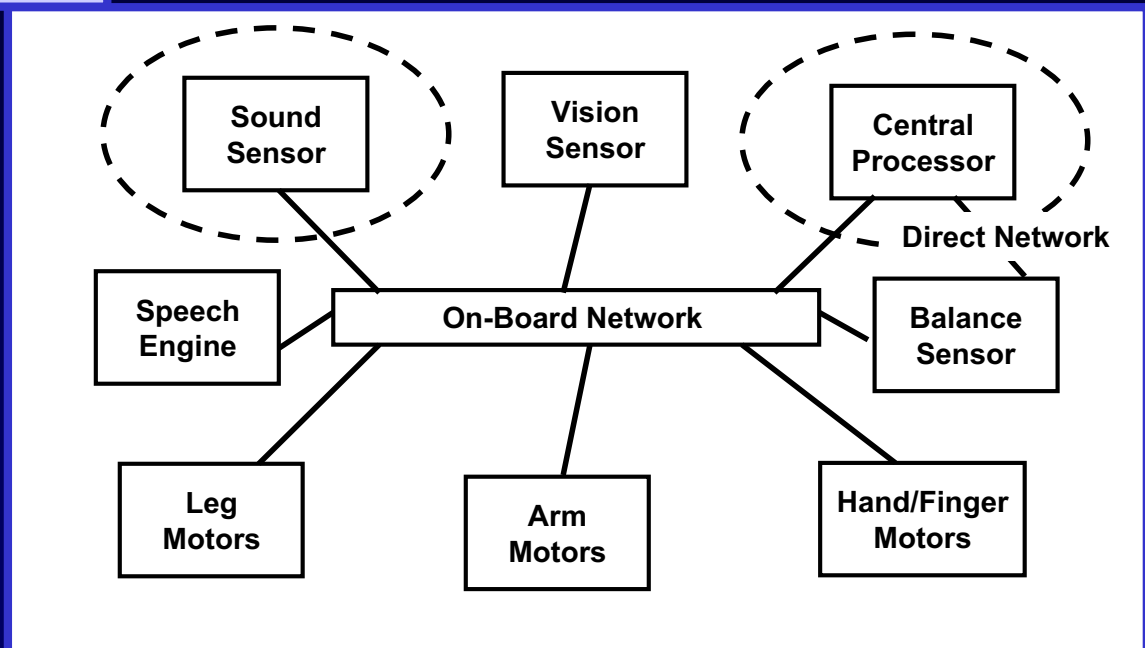 Sound
Sensor
Vision
Sensor
Central
Processor
Direct Network
Speech
Engine
On-Board Network
Balance
Sensor
Leg
Motors
Arm
Motors
Hand/Finger
Motors